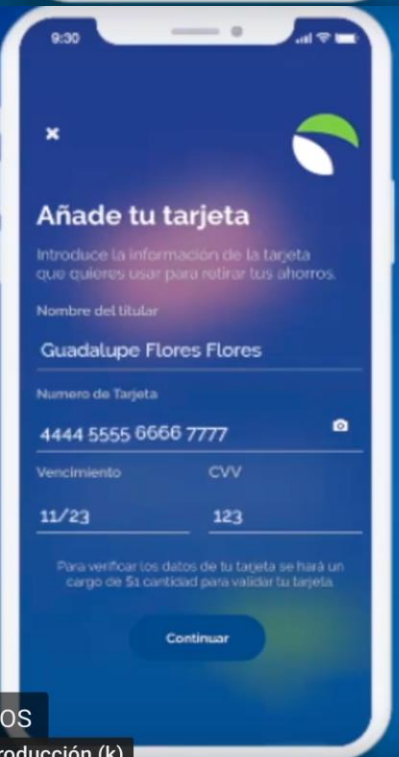 9:30
Añade tu tarjeta
Introduce la información de la tarjeta
que quieres usar para retirar tus ahorros.
Nombre del titular
Guadalupe Flores Flores
Numero de Tarjeta
4444 5555 6666 7777
Vencimiento CVV
11/23 123
Para verificar los datos de tu tarjeta se hará un
cargo de $1 cantidad para validar tu tarjeta
Continuar
OS
roducción (k)